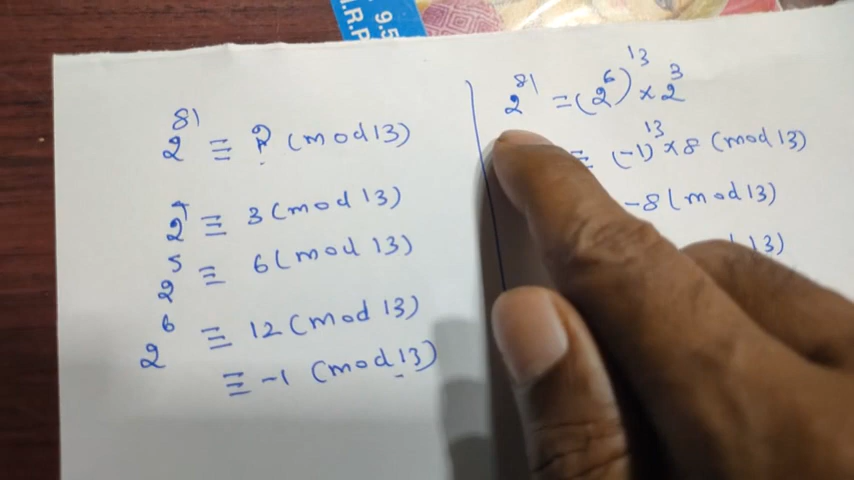 .R.P
9.5
2^81 ≡ ? (mod 13)
2^4 ≡ 3 (mod 13)
2^5 ≡ 6 (mod 13)
2^6 ≡ 12 (mod 13)
≡ -1 (mod 13)
2^81 = (2^6)^13 × 2^3
≡ (-1)^13 × 8 (mod 13)
-8 (mod 13)
13)